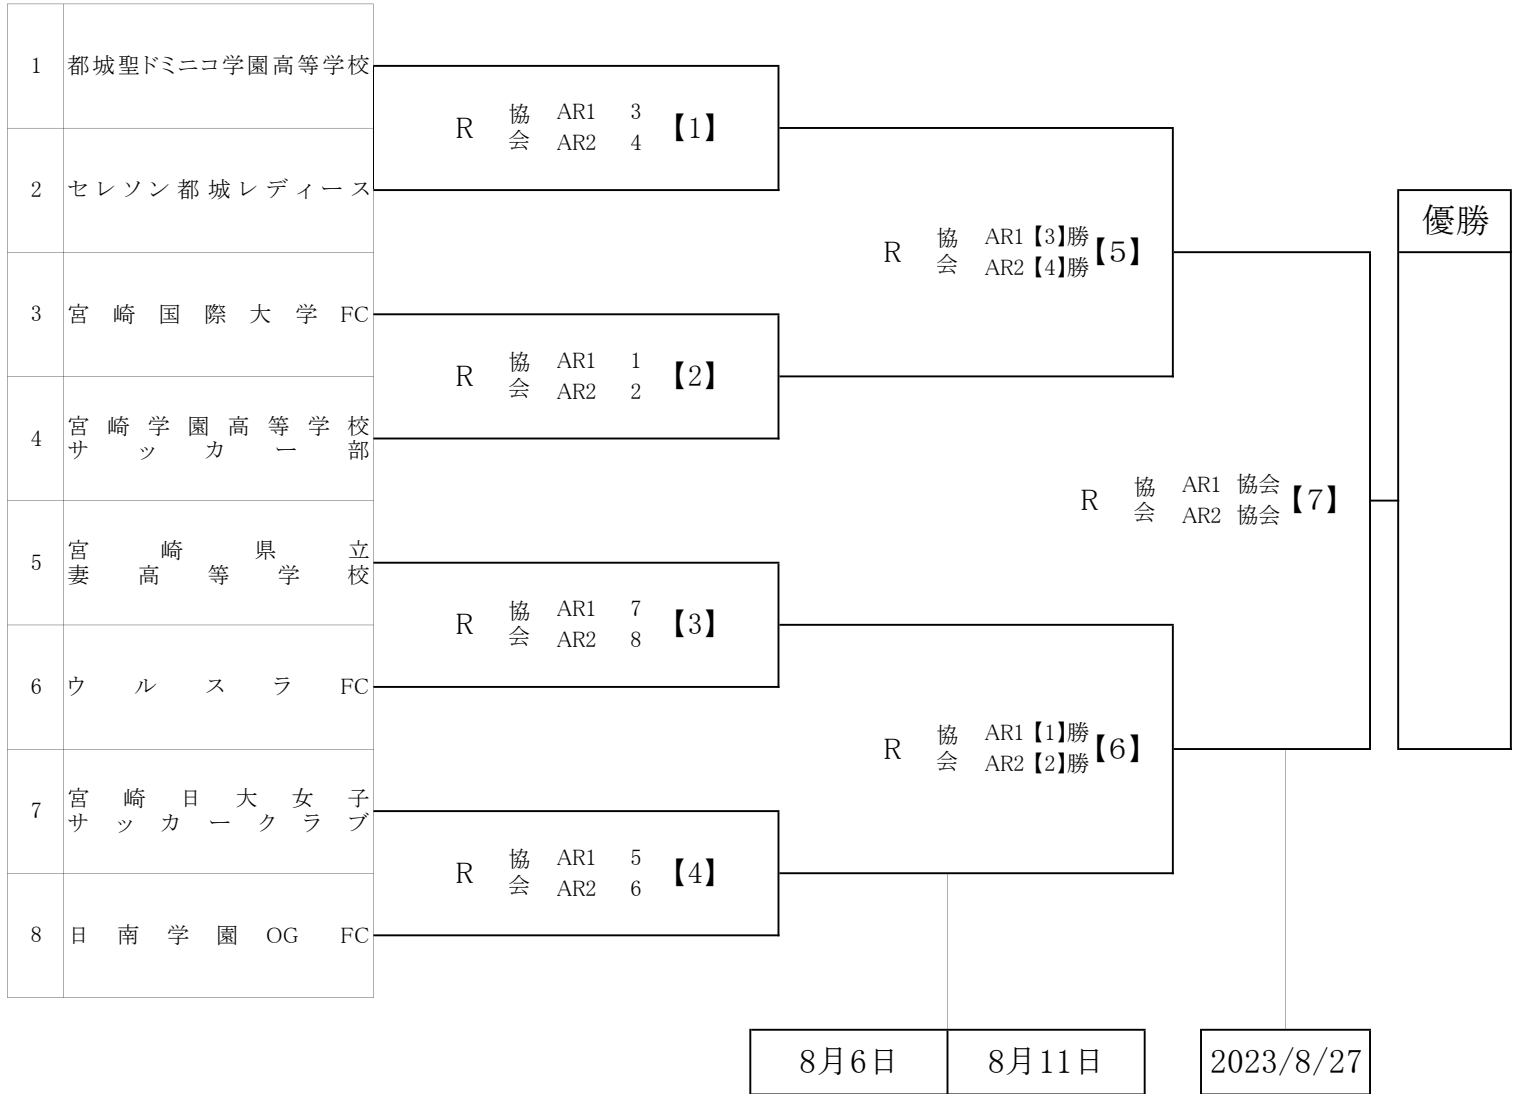 1 都城聖ドミニコ学園高等学校
R 協会 AR1 3 【1】
AR2 4
2 セレソン都城レディース
優勝
R 協会 AR1 【3】勝 【5】
AR2 【4】勝
3 宮崎国際大学FC
R 協会 AR1 1 【2】
AR2 2
4 宮崎学園高等学校
サッカー部
R 協会 AR1 協会 【7】
AR2 協会
5 宮崎県立
妻高等学校
R 協会 AR1 7 【3】
AR2 8
6 ウルスラFC
R 協会 AR1 【1】勝 【6】
AR2 【2】勝
7 宮崎日大女子
サッカークラブ
R 協会 AR1 5 【4】
AR2 6
8 日南学園OG FC
8月6日 8月11日 2023/8/27